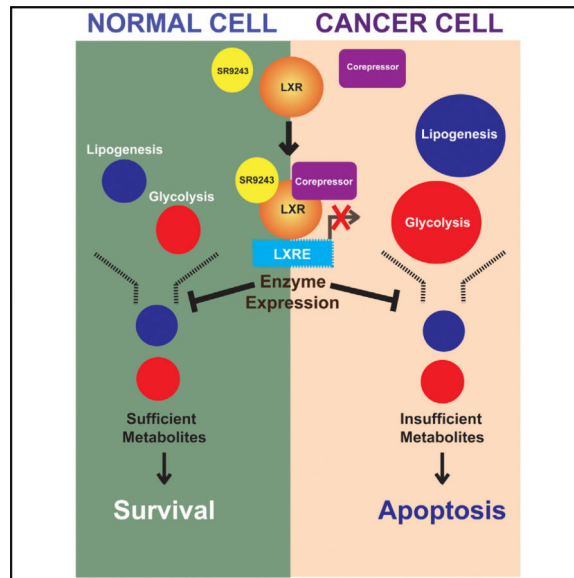 NORMAL CELL
CANCER CELL
SR9243
LXR
Corepressor
Lipogenesis
Lipogenesis
Glycolysis
SR9243
Corepressor
LXR
Glycolysis
LXRE
Enzyme
Expression
Sufficient
Metabolites
Insufficient
Metabolites
Survival
Apoptosis